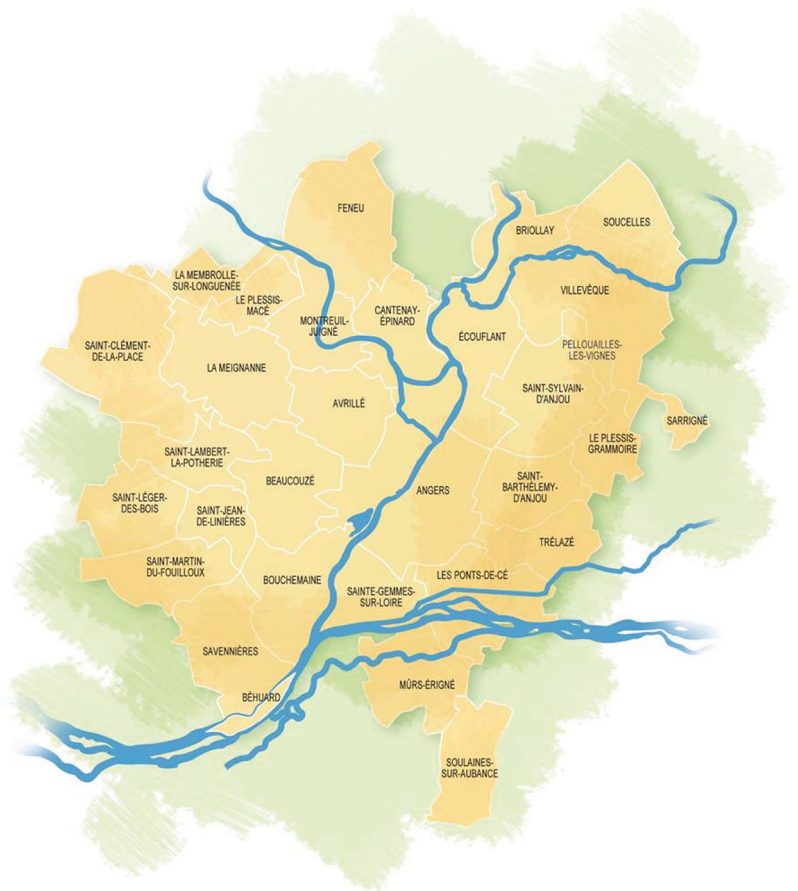 FENEU
SOUCELLES
BRIOLLAY
LA MEMBROLLE-
SUR-LONGUENÉE
VILLEVÊQUE
LE PLESSIS-
MACÉ
CANTENAY-
ÉPINARD
MONTREUIL-
JUIGNÉ
ÉCOUFLANT
SAINT-CLÉMENT-
DE-LA-PLACE
PELLOUAILLES-
LES-VIGNES
LA MEIGNANNE
SAINT-SYLVAIN-
D'ANJOU
AVRILLÉ
SARRIGNÉ
LE PLESSIS-
GRAMMOIRE
SAINT-LAMBERT-
LA-POTHERIE
BEAUCOUZÉ
SAINT-
BARTHÉLEMY-
D'ANJOU
ANGERS
SAINT-LÉGER-
DES-BOIS
SAINT-JEAN-
DE-LINIÈRES
TRÉLAZÉ
SAINT-MARTIN-
DU-FOUILLOUX
BOUCHEMAINE
LES PONTS-DE-CÉ
SAINTE-GEMMES-
SUR-LOIRE
SAVENNIÈRES
MÛRS-ÉRIGNÉ
BÉHUARD
SOULAINES-
SUR-AUBANCE